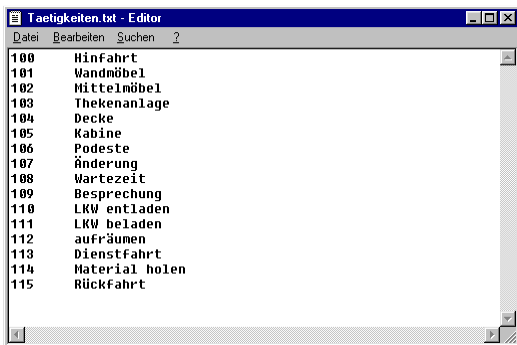 Taetigkeiten.txt - Editor
Datei Bearbeiten Suchen ?
100 Hinfahrt
101 Wandmöbel
102 Mittelmöbel
103 Thekenanlage
104 Decke
105 Kabine
106 Podeste
107 Änderung
108 Wartezeit
109 Besprechung
110 LKW entladen
111 LKW beladen
112 aufräumen
113 Dienstfahrt
114 Material holen
115 Rückfahrt